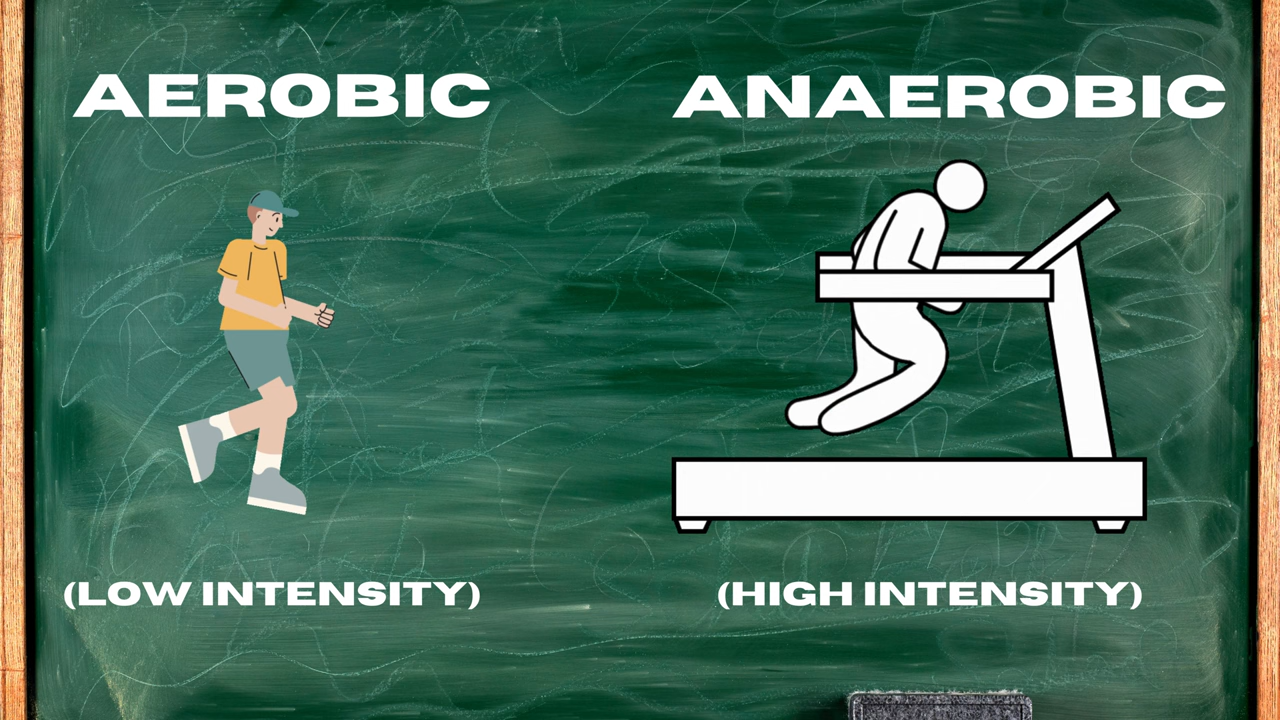 AEROBIC
ANAEROBIC
(LOW INTENSITY)
(HIGH INTENSITY)